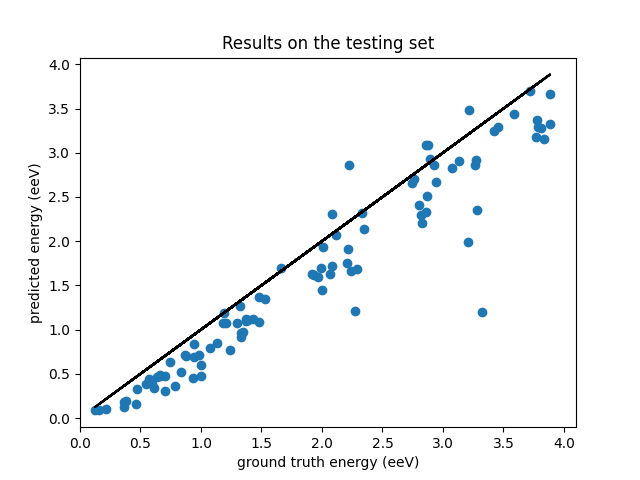 Results on the testing set
predicted energy (eeV)
4.0
3.5
3.0
2.5
2.0
1.5
1.0
0.5
0.0
0.0 0.5 1.0 1.5 2.0 2.5 3.0 3.5 4.0
ground truth energy (eeV)